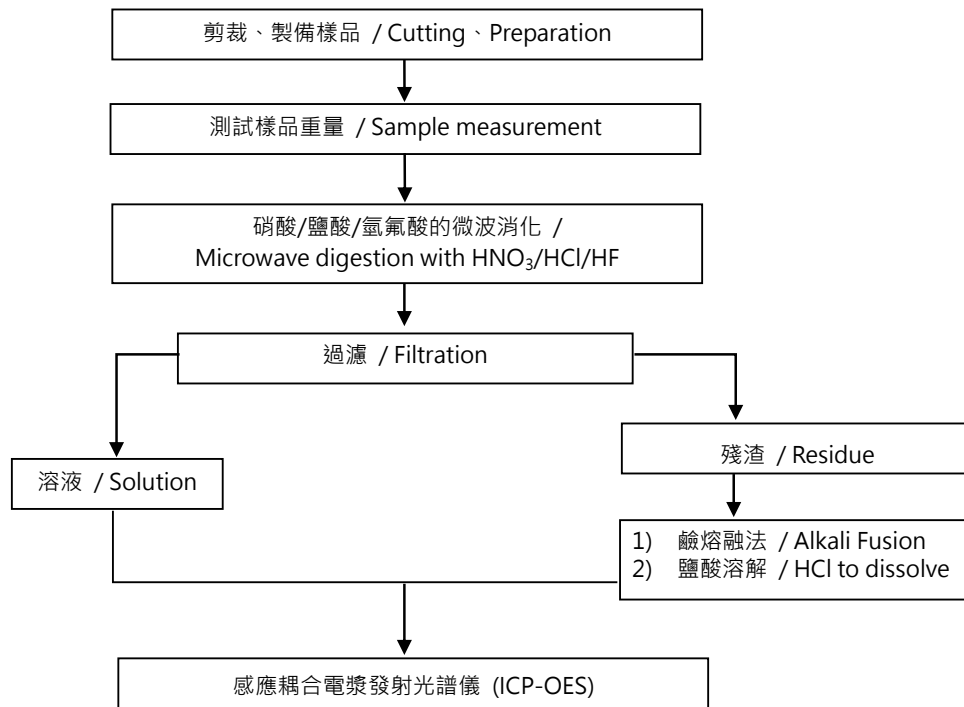 剪裁、製備樣品 / Cutting、Preparation
測試樣品重量 / Sample measurement
硝酸/鹽酸/氫氟酸的微波消化 /
Microwave digestion with HNO₃/HCl/HF
過濾 / Filtration
溶液 / Solution
殘渣 / Residue
1) 鹼熔融法 / Alkali Fusion
2) 鹽酸溶解 / HCl to dissolve
感應耦合電漿發射光譜儀 (ICP-OES)